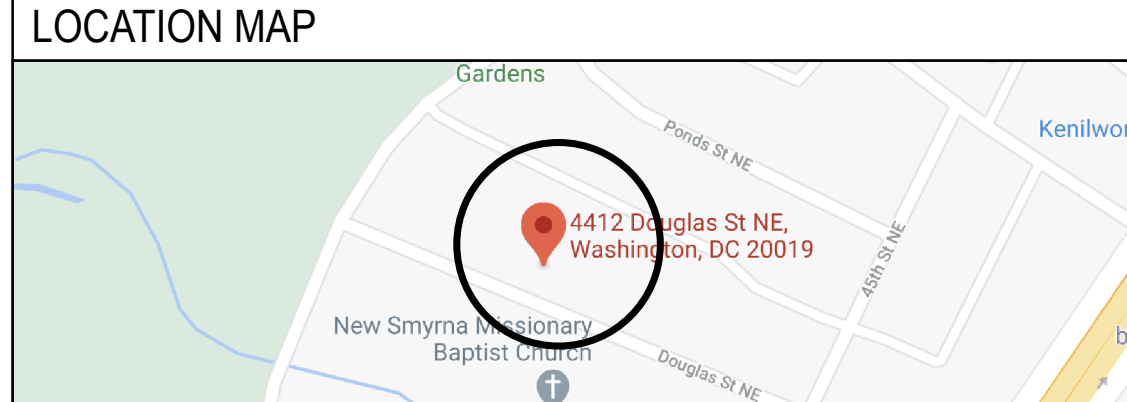 LOCATION MAP
Gardens
Ponds St NE
Kenilwor
4412 Douglas St NE,
Washington, DC 20019
45th St NE
New Smyrna Missionary
Baptist Church
Douglas St NE
b